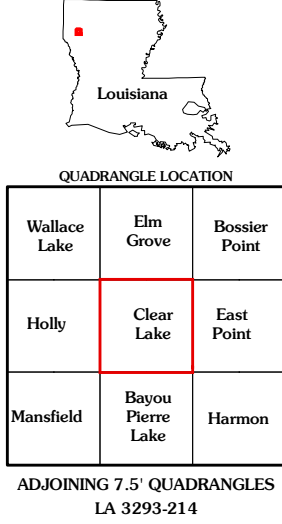 Louisiana
QUADRANGLE LOCATION
Wallace
Lake
Elm
Grove
Bossier
Point
Holly
Clear
Lake
East
Point
Mansfield
Bayou
Pierre
Lake
Harmon
ADJOINING 7.5' QUADRANGLES
LA 3293-214